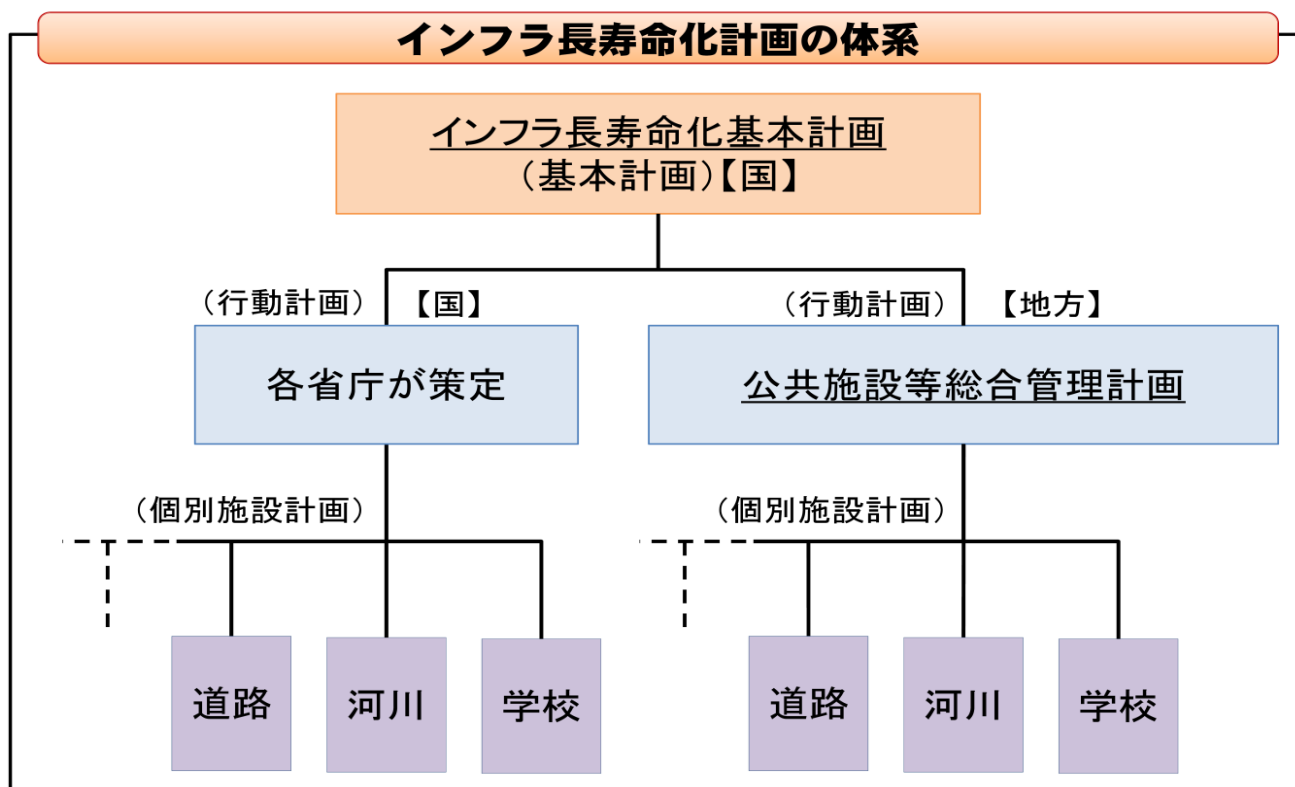 インフラ長寿命化計画の体系
インフラ長寿命化基本計画
（基本計画）【国】
（行動計画）
【国】
（行動計画）
【地方】
各省庁が策定
公共施設等総合管理計画
（個別施設計画）
（個別施設計画）
道路
河川
学校
道路
河川
学校